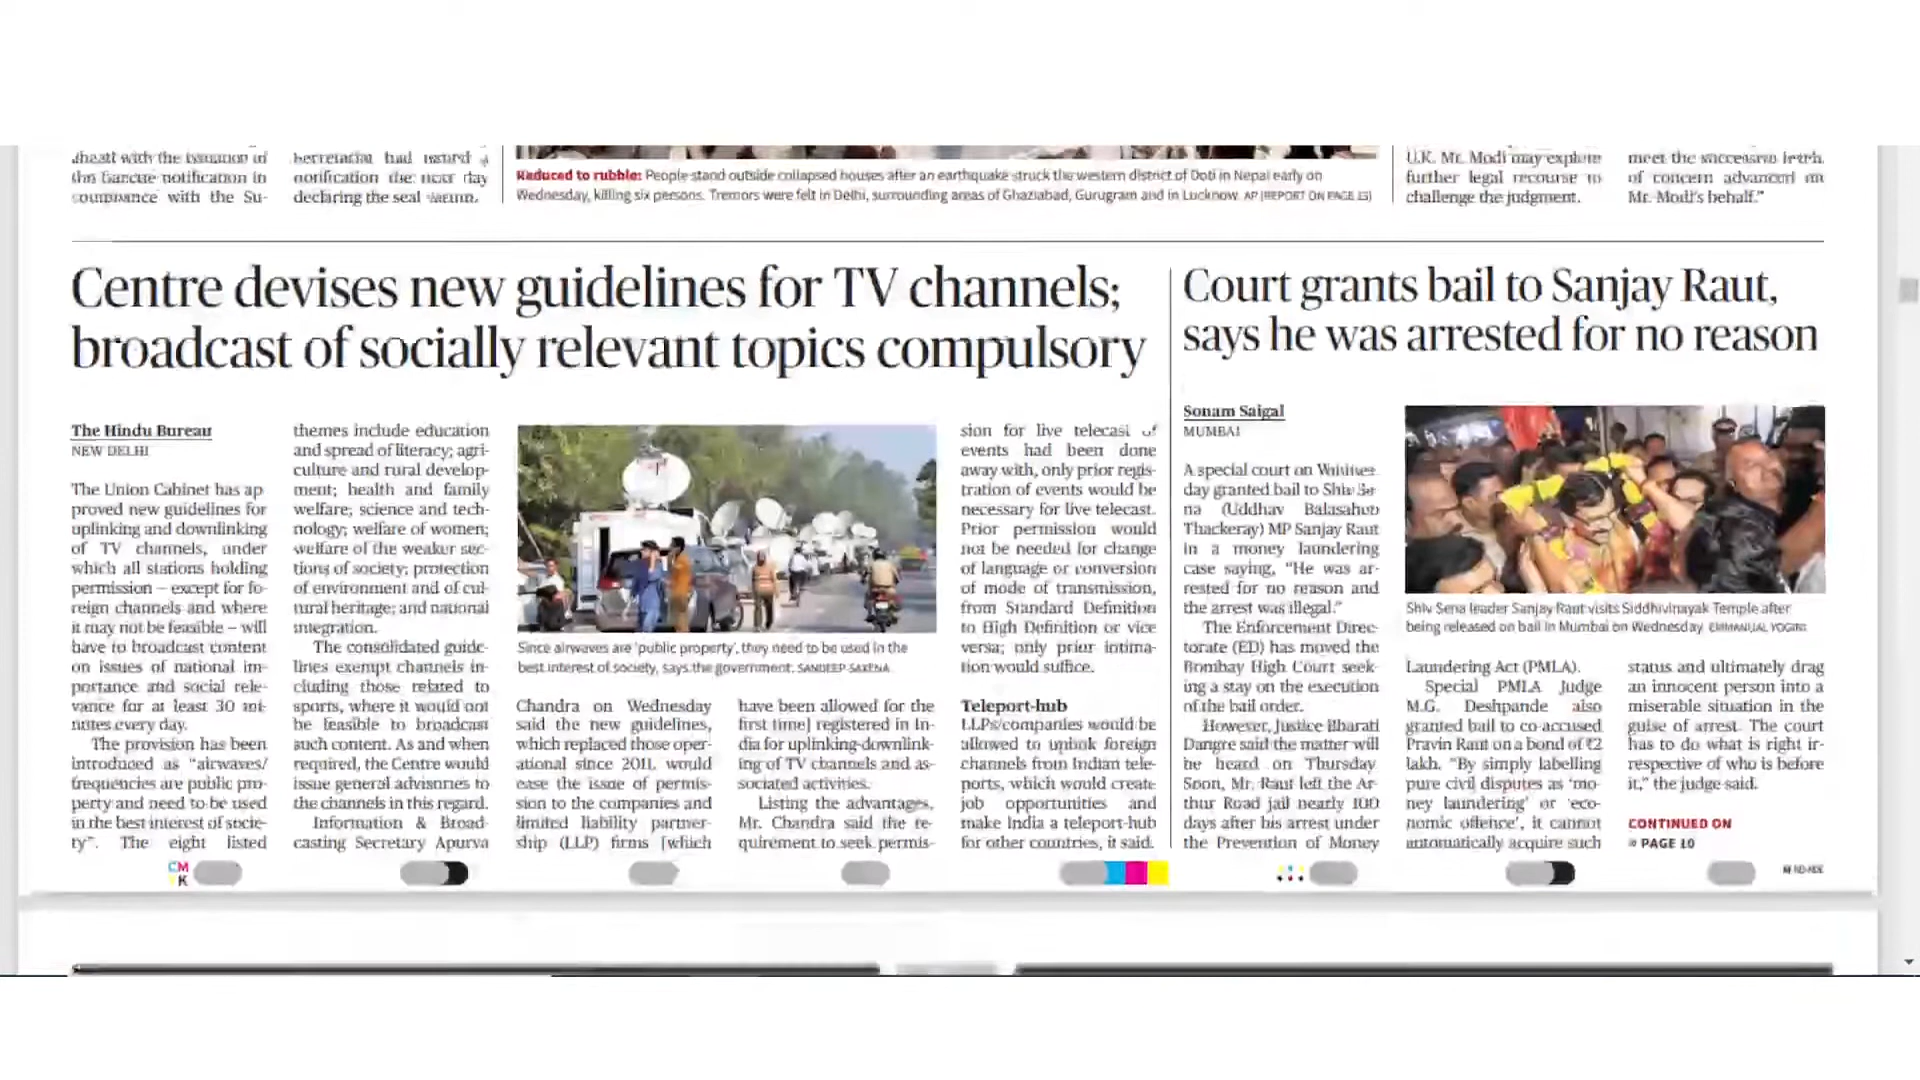 the Gazette notification in
compliance with the Su-
Secretariat had issued a
notification the next day
declaring the seat vacant.
Reduced to rubble: People stand outside collapsed houses after an earthquake struck the western district of Doti in Nepal early on
Wednesday, killing six persons. Tremors were felt in Delhi, surrounding areas of Ghaziabad, Gurugram and in Lucknow. AP (REPORT ON PAGE 13)
U.K. Mr. Modi may explore
further legal recourse to
challenge the judgment.
meet the successive
of concern advanced on
Mr. Modi's behalf."
Centre devises new guidelines for TV channels;
broadcast of socially relevant topics compulsory
The Hindu Bureau
NEW DELHI
The Union Cabinet has ap
proved new guidelines for
uplinking and downlinking
of TV channels, under
which all stations holding
permission – except for fo-
reign channels and where
it may not be feasible – will
have to broadcast content
on issues of national im-
portance and social rele-
vance for at least 30 mi-
nutes every day.
The provision has been
introduced as "airwaves/
frequencies are public pro-
perty and need to be used
in the best interest of socie-
ty". The eight listed
themes include education
and spread of literacy; agri-
culture and rural develop-
ment; health and family
welfare; science and tech-
nology; welfare of women;
welfare of the weaker sec-
tions of society; protection
of environment and of cul-
tural heritage; and national
integration.
The consolidated guide-
lines exempt channels in-
cluding those related to
sports, where it would not
be feasible to broadcast
such content. As and when
required, the Centre would
issue general advisories to
the channels in this regard.
Information & Broad-
casting Secretary Apurva
Since airwaves are 'public property', they need to be used in the
best interest of society, says the government. SANDEEP SAXENA
Chandra on Wednesday
said the new guidelines,
which replaced those oper-
ational since 2011, would
ease the issue of permis-
sion to the companies and
limited liability partner-
ship (LLP) firms [which
have been allowed for the
first time] registered in In-
dia for uplinking-downlink-
ing of TV channels and as-
sociated activities.
Listing the advantages,
Mr. Chandra said the re-
quirement to seek permis-
sion for live telecast of
events had been done
away with, only prior regis-
tration of events would be
necessary for live telecast.
Prior permission would
not be needed for change
of language or conversion
of mode of transmission,
from Standard Definition
to High Definition or vice
versa; only prior intima-
tion would suffice.
Teleport-hub
LLPs/companies would be
allowed to uplink foreign
channels from Indian tele-
ports, which would create
job opportunities and
make India a teleport-hub
for other countries, it said.
Court grants bail to Sanjay Raut,
says he was arrested for no reason
Sonam Saigal
MUMBAI
A special court on Wednes-
day granted bail to Shiv Se-
na (Uddhav Balasaheb
Thackeray) MP Sanjay Raut
in a money laundering
case saying, "He was ar-
rested for no reason and
the arrest was illegal."
The Enforcement Direc-
torate (ED) has moved the
Bombay High Court seek-
ing a stay on the execution
of the bail order.
However, Justice Bharati
Dangre said the matter will
be heard on Thursday.
Soon, Mr. Raut left the Ar-
thur Road jail nearly 100
days after his arrest under
the Prevention of Money
Shiv Sena leader Sanjay Raut visits Siddhivinayak Temple after
being released on bail in Mumbai on Wednesday. EMMANUAL YOGINI
Laundering Act (PMLA).
Special PMLA Judge
M.G. Deshpande also
granted bail to co-accused
Pravin Raut on a bond of ₹2
lakh. "By simply labelling
pure civil disputes as 'mo-
ney laundering' or 'eco-
nomic offence', it cannot
automatically acquire such
status and ultimately drag
an innocent person into a
miserable situation in the
guise of arrest. The court
has to do what is right ir-
respective of who is before
it," the judge said.
CONTINUED ON
» PAGE 10
CM
K